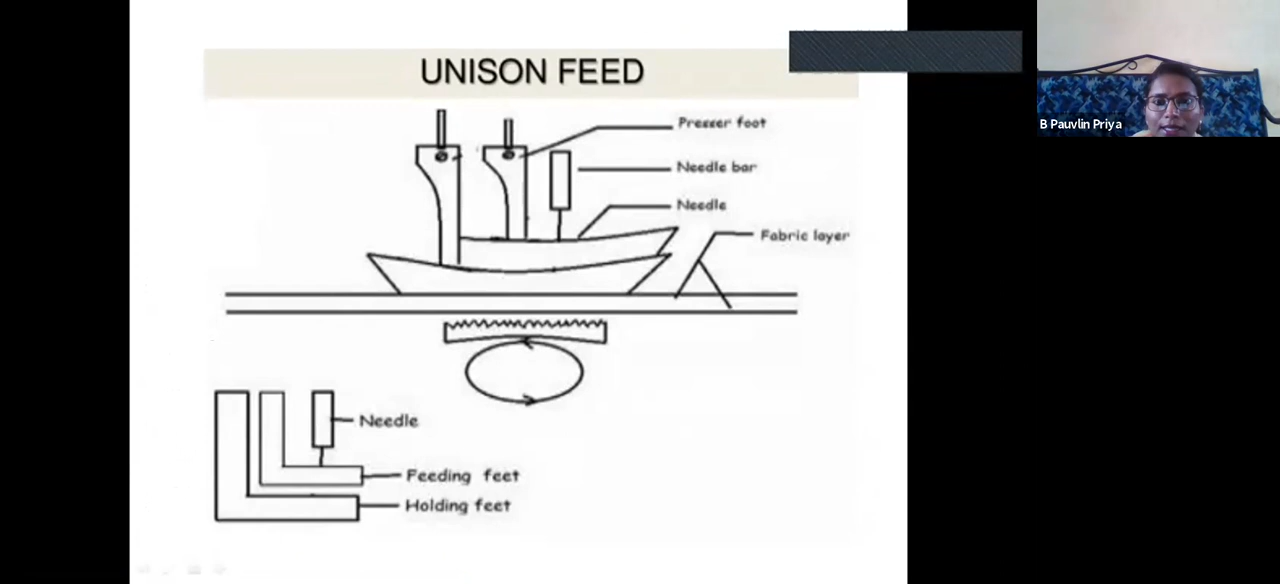 UNISON FEED
Presser foot
Needle bar
Needle
Fabric layer
Needle
Feeding feet
Holding feet
B Pauvlin Priya